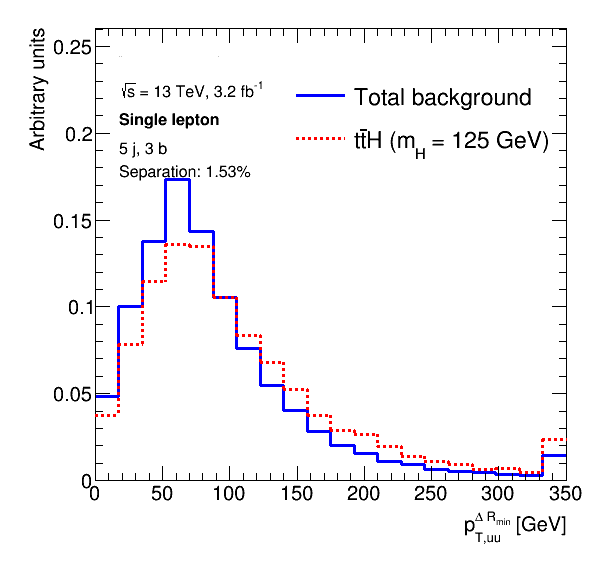 Arbitrary units
0.25
0.2
0.15
0.1
0.05
0
√s = 13 TeV, 3.2 fb⁻¹
Single lepton
5 j, 3 b
Separation: 1.53%
Total background
tt̄H (m_H = 125 GeV)
0 50 100 150 200 250 300 350
p_T,uu^Δ R_min [GeV]